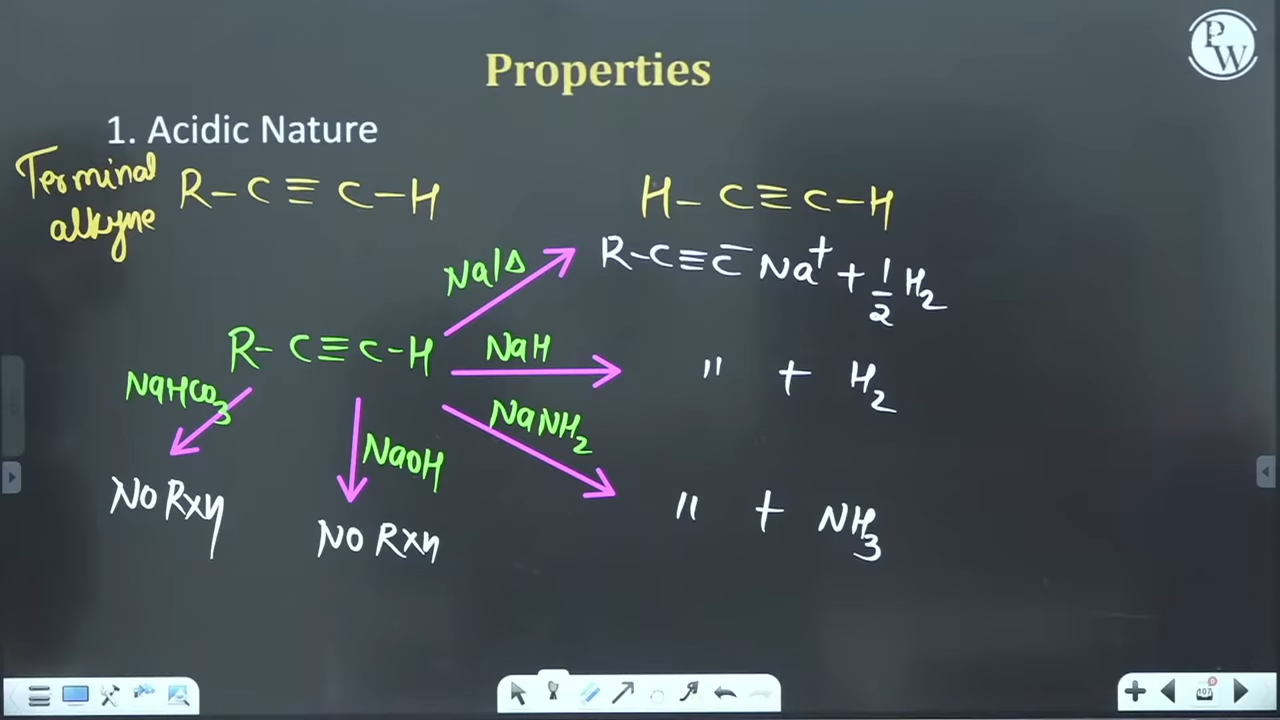 PW
Properties
1. Acidic Nature
Terminal alkyne
R-C≡C-H
H-C≡C-H
Na/Δ
R-C≡C⁻ Na⁺ + 1/2 H₂
R-C≡C-H
NaH
" + H₂
NaHCO₃
NaNH₂
NaOH
No Rxn
No Rxn
" + NH₃
107